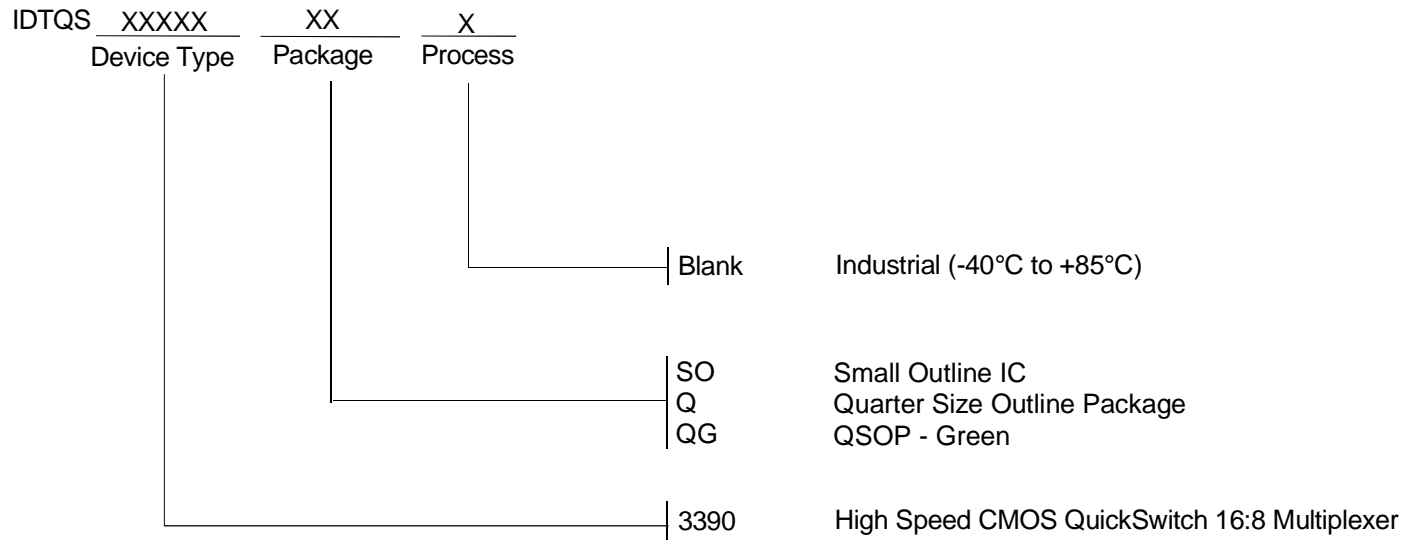 IDTQS XXXXX XX X
Device Type Package Process
Blank Industrial (-40°C to +85°C)
SO Small Outline IC
Q Quarter Size Outline Package
QG QSOP - Green
3390 High Speed CMOS QuickSwitch 16:8 Multiplexer